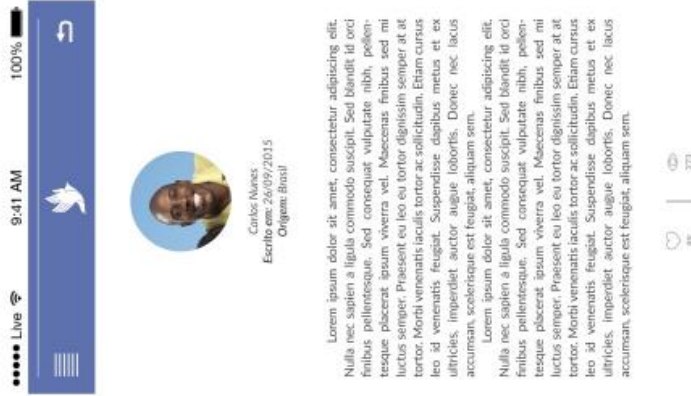 Live 9:41 AM 100%
Carlos Nunes
Escrito em: 26/09/2015
Origem: Brasil
Lorem ipsum dolor sit amet, consectetur adipiscing elit.
Nulla nec sapien a ligula commodo suscipit. Sed blandit id orci
finibus pellentesque. Sed consequat vulputate nibh, pellen-
tesque placerat ipsum viverra vel. Maecenas finibus sed mi
luctus semper. Praesent eu leo eu tortor dignissim semper at at
tortor. Morbi venenatis iaculis tortor ac sollicitudin. Etiam cursus
leo id venenatis feugiat. Suspendisse dapibus metus et ex
ultricies, imperdiet auctor augue lobortis. Donec nec lacus
accumsan, scelerisque est feugiat, aliquam sem.
Lorem ipsum dolor sit amet, consectetur adipiscing elit.
Nulla nec sapien a ligula commodo suscipit. Sed blandit id orci
finibus pellentesque. Sed consequat vulputate nibh, pellen-
tesque placerat ipsum viverra vel. Maecenas finibus sed mi
luctus semper. Praesent eu leo eu tortor dignissim semper at at
tortor. Morbi venenatis iaculis tortor ac sollicitudin. Etiam cursus
leo id venenatis feugiat. Suspendisse dapibus metus et ex
ultricies, imperdiet auctor augue lobortis. Donec nec lacus
accumsan, scelerisque est feugiat, aliquam sem.